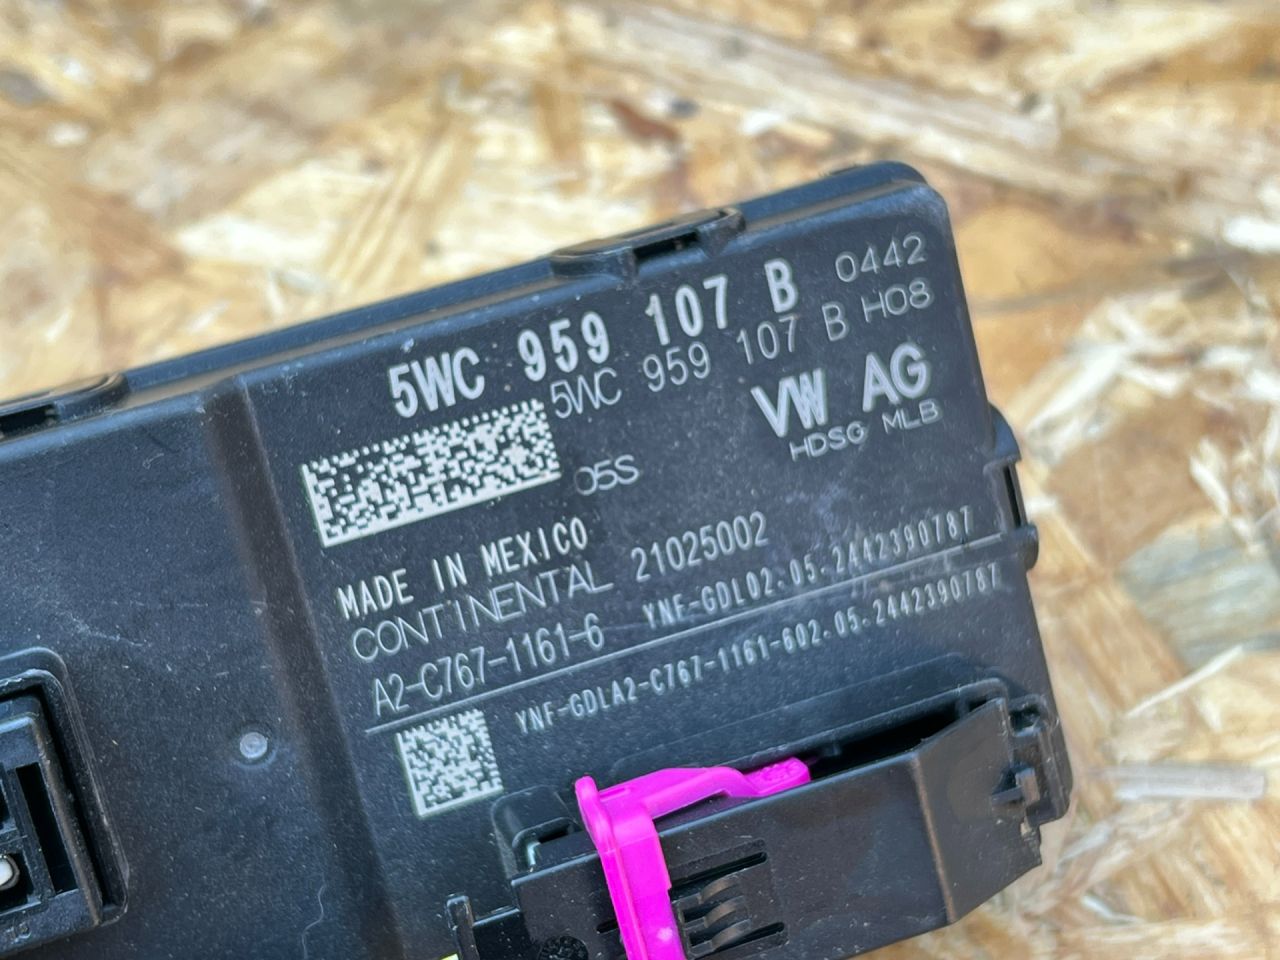 5WC 959 107 B 0442
5WC 959 107 B H08
VW AG
HDSG MLB
05S
MADE IN MEXICO
CONTINENTAL 21025002
A2-C767-1161-6 YNF-GDL02.05.2442390787
YNF-GDLA2-C767-1161-602.05.2442390787